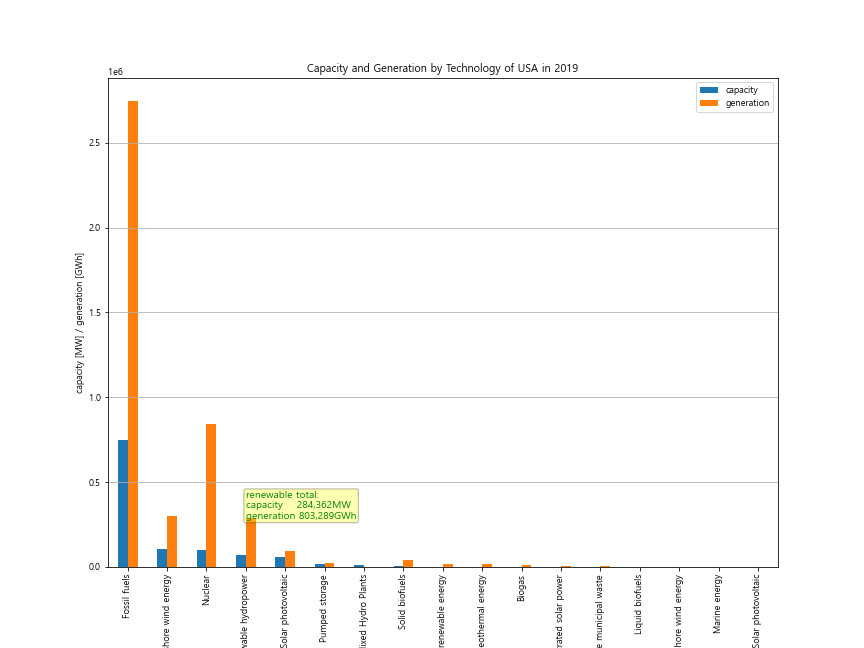 Capacity and Generation by Technology of USA in 2019
1e6
capacity
generation
2.5
2.0
1.5
1.0
0.5
0.0
capacity [MW] / generation [GWh]
renewable total:
capacity 284,362MW
generation 803,289GWh
Fossil fuels
shore wind energy
Nuclear
wable hydropower
Solar photovoltaic
Pumped storage
ixed Hydro Plants
Solid biofuels
renewable energy
eothermal energy
Biogas
rated solar power
e municipal waste
Liquid biofuels
hore wind energy
Marine energy
Solar photovoltaic